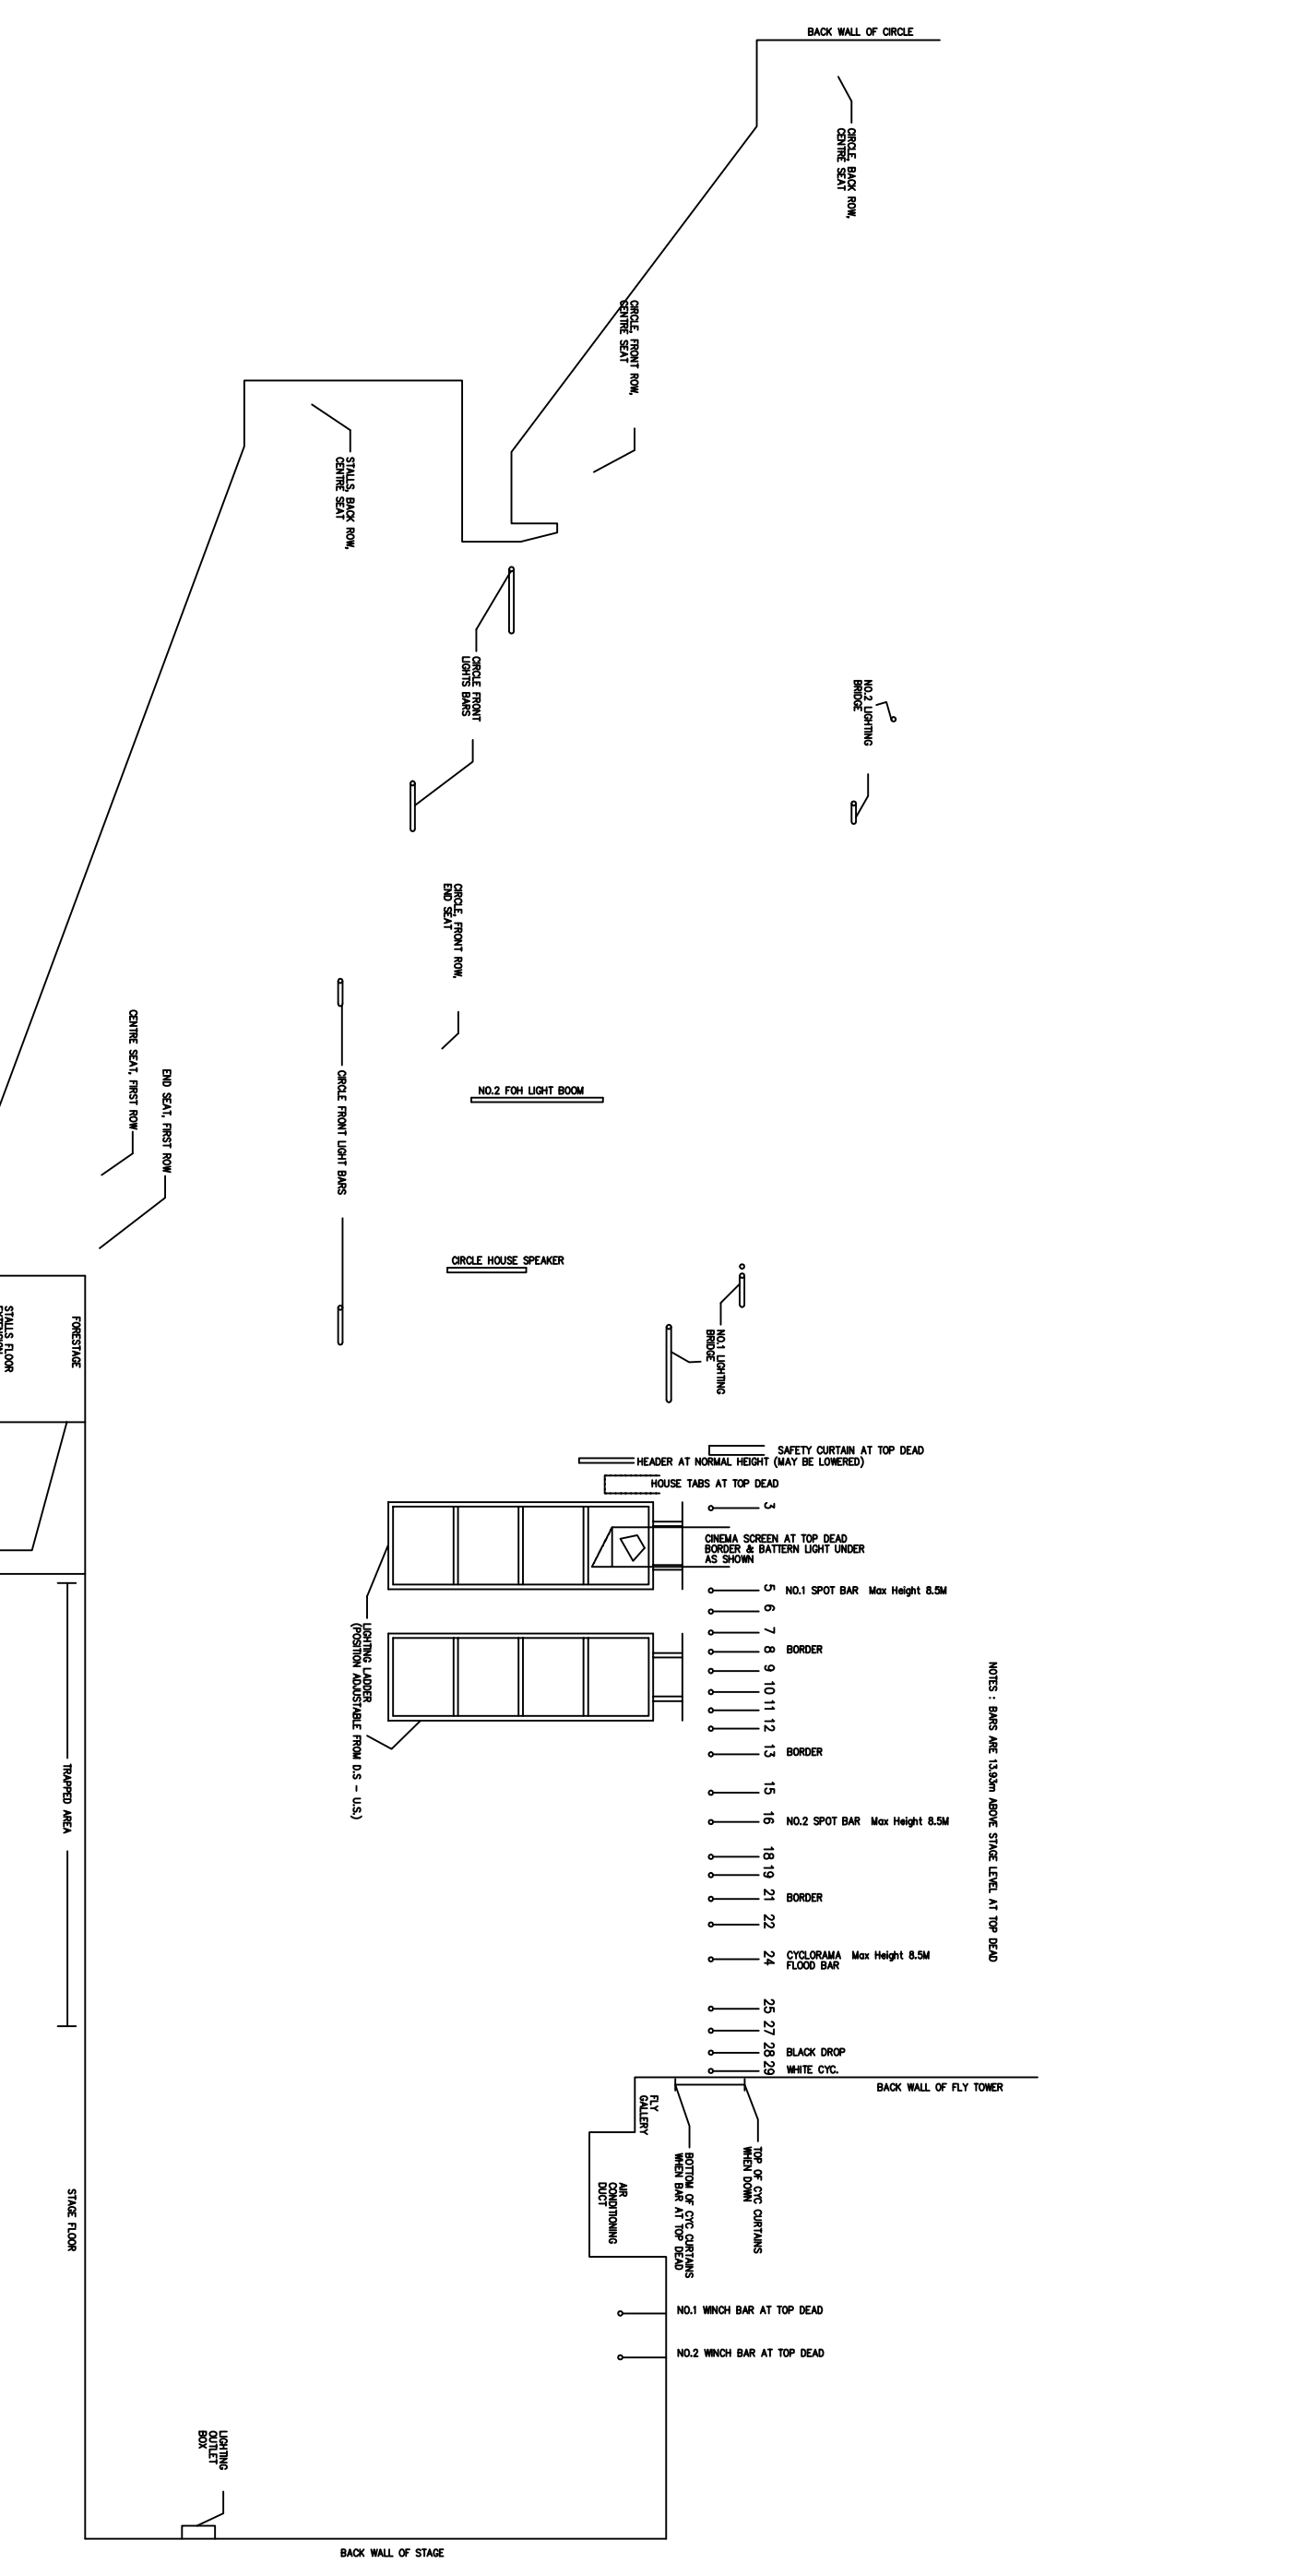 BACK WALL OF CIRCLE
CIRCLE, BACK ROW,
CENTRE SEAT
CIRCLE, FRONT ROW,
CENTRE SEAT
STALLS, BACK ROW,
CENTRE SEAT
CIRCLE FRONT
LIGHTS BARS
NO.2 LIGHTING
BRIDGE
CIRCLE, FRONT ROW,
END SEAT
CENTRE SEAT, FIRST ROW
END SEAT, FIRST ROW
CIRCLE FRONT LIGHT BARS
NO.2 FOH LIGHT BOOM
CIRCLE HOUSE SPEAKER
NO.1 LIGHTING
BRIDGE
FORESTAGE
STALLS FLOOR
EXTENSION
SAFETY CURTAIN AT TOP DEAD
HEADER AT NORMAL HEIGHT (MAY BE LOWERED)
HOUSE TABS AT TOP DEAD
3
CINEMA SCREEN AT TOP DEAD
BORDER & BATTERN LIGHT UNDER
AS SHOWN
5 NO.1 SPOT BAR Max Height 8.5M
6
7
8 BORDER
9
10
11
12
13 BORDER
15
16 NO.2 SPOT BAR Max Height 8.5M
18
19
21 BORDER
22
24 CYCLORAMA Max Height 8.5M
FLOOD BAR
25
27
28 BLACK DROP
29 WHITE CYC.
NOTES : BARS ARE 13.93m ABOVE STAGE LEVEL AT TOP DEAD
LIGHTING LADDER
(POSITION ADJUSTABLE FROM D.S - U.S.)
TRAPPED AREA
BACK WALL OF FLY TOWER
FLY
GALLERY
TOP OF CYC CURTAINS
WHEN DOWN
BOTTOM OF CYC CURTAINS
WHEN BAR AT TOP DEAD
AIR
CONDITIONING
DUCT
STAGE FLOOR
NO.1 WINCH BAR AT TOP DEAD
NO.2 WINCH BAR AT TOP DEAD
LIGHTING
OUTLET
BOX
BACK WALL OF STAGE